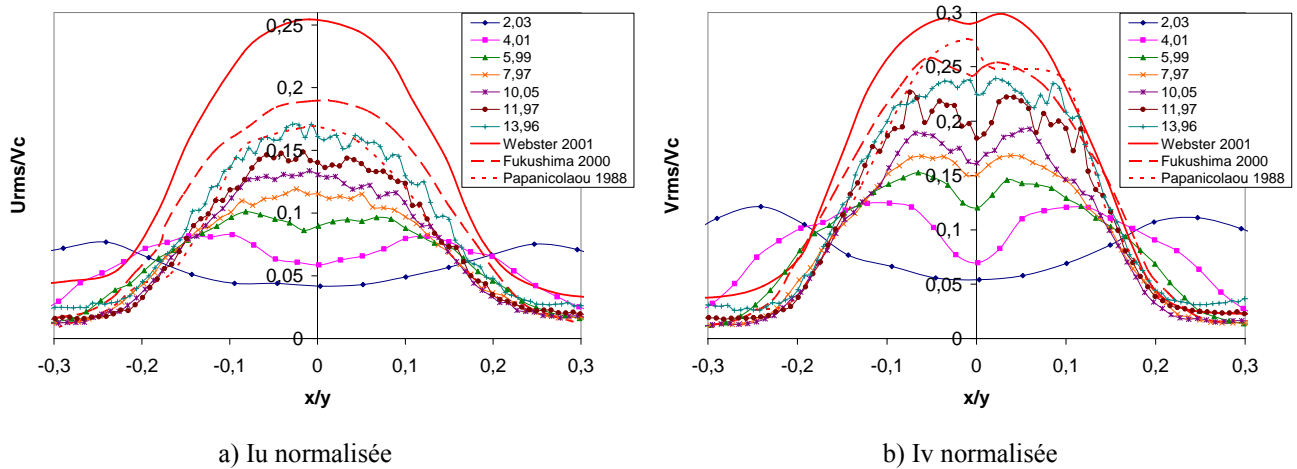 Urms/Vc
0,25
0,2
0,15
0,1
0,05
0
-0,3 -0,2 -0,1 0 0,1 0,2 0,3
x/y
2,03
4,01
5,99
7,97
10,05
11,97
13,96
Webster 2001
Fukushima 2000
Papanicolaou 1988
a) Iu normalisée
Vrms/Vc
0,3
0,25
0,2
0,15
0,1
0,05
0
-0,3 -0,2 -0,1 0 0,1 0,2 0,3
x/y
2,03
4,01
5,99
7,97
10,05
11,97
13,96
Webster 2001
Fukushima 2000
Papanicolaou 1988
b) Iv normalisée